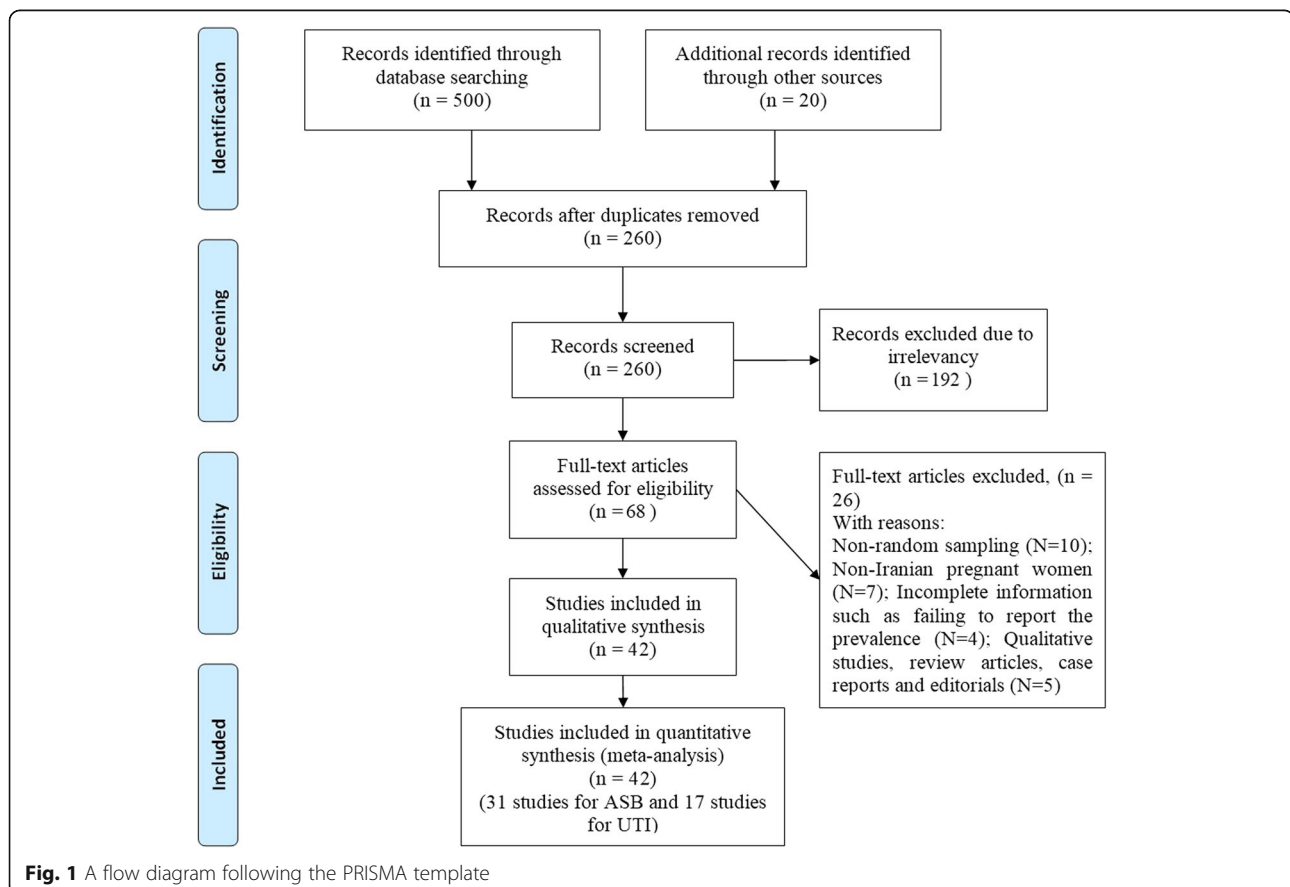 Identification
Records identified through
database searching
(n = 500)
Additional records identified
through other sources
(n = 20)
Records after duplicates removed
(n = 260)
Screening
Records screened
(n = 260)
Records excluded due to
irrelevancy
(n = 192 )
Eligibility
Full-text articles
assessed for eligibility
(n = 68 )
Full-text articles excluded, (n =
26)
With reasons:
Non-random sampling (N=10);
Non-Iranian pregnant women
(N=7); Incomplete information
such as failing to report the
prevalence (N=4); Qualitative
studies, review articles, case
reports and editorials (N=5)
Studies included in
qualitative synthesis
(n = 42)
Included
Studies included in quantitative
synthesis (meta-analysis)
(n = 42)
(31 studies for ASB and 17 studies
for UTI)
Fig. 1 A flow diagram following the PRISMA template